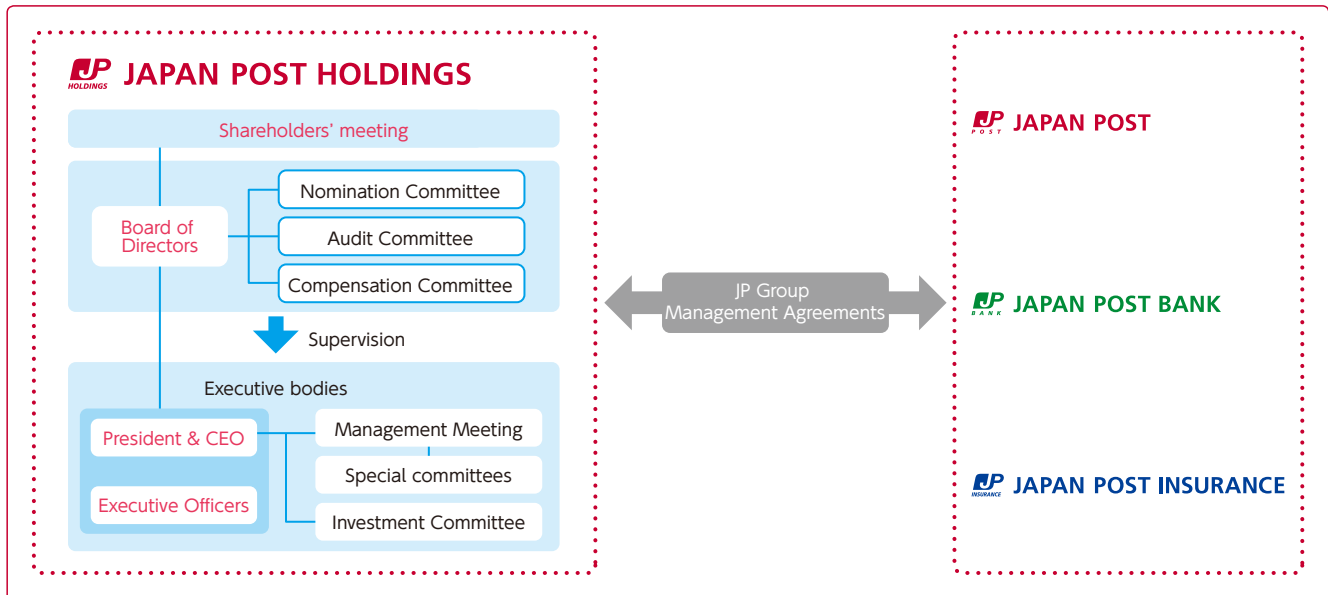 JP
HOLDINGS
JAPAN POST HOLDINGS
Shareholders' meeting
Board of
Directors
Nomination Committee
Audit Committee
Compensation Committee
Supervision
Executive bodies
President & CEO
Executive Officers
Management Meeting
Special committees
Investment Committee
JP Group
Management Agreements
JP
POST
JAPAN POST
JP
BANK
JAPAN POST BANK
JP
INSURANCE
JAPAN POST INSURANCE